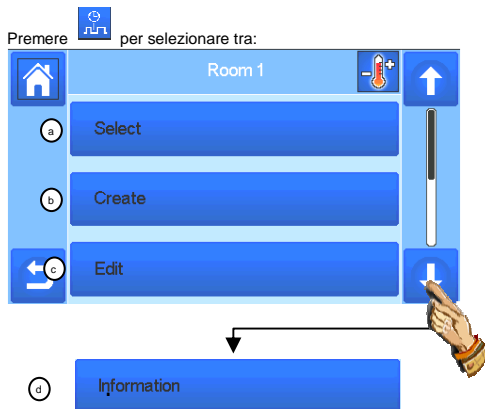 Premere per selezionare tra:
Room 1
- +
a Select
b Create
c Edit
d Information